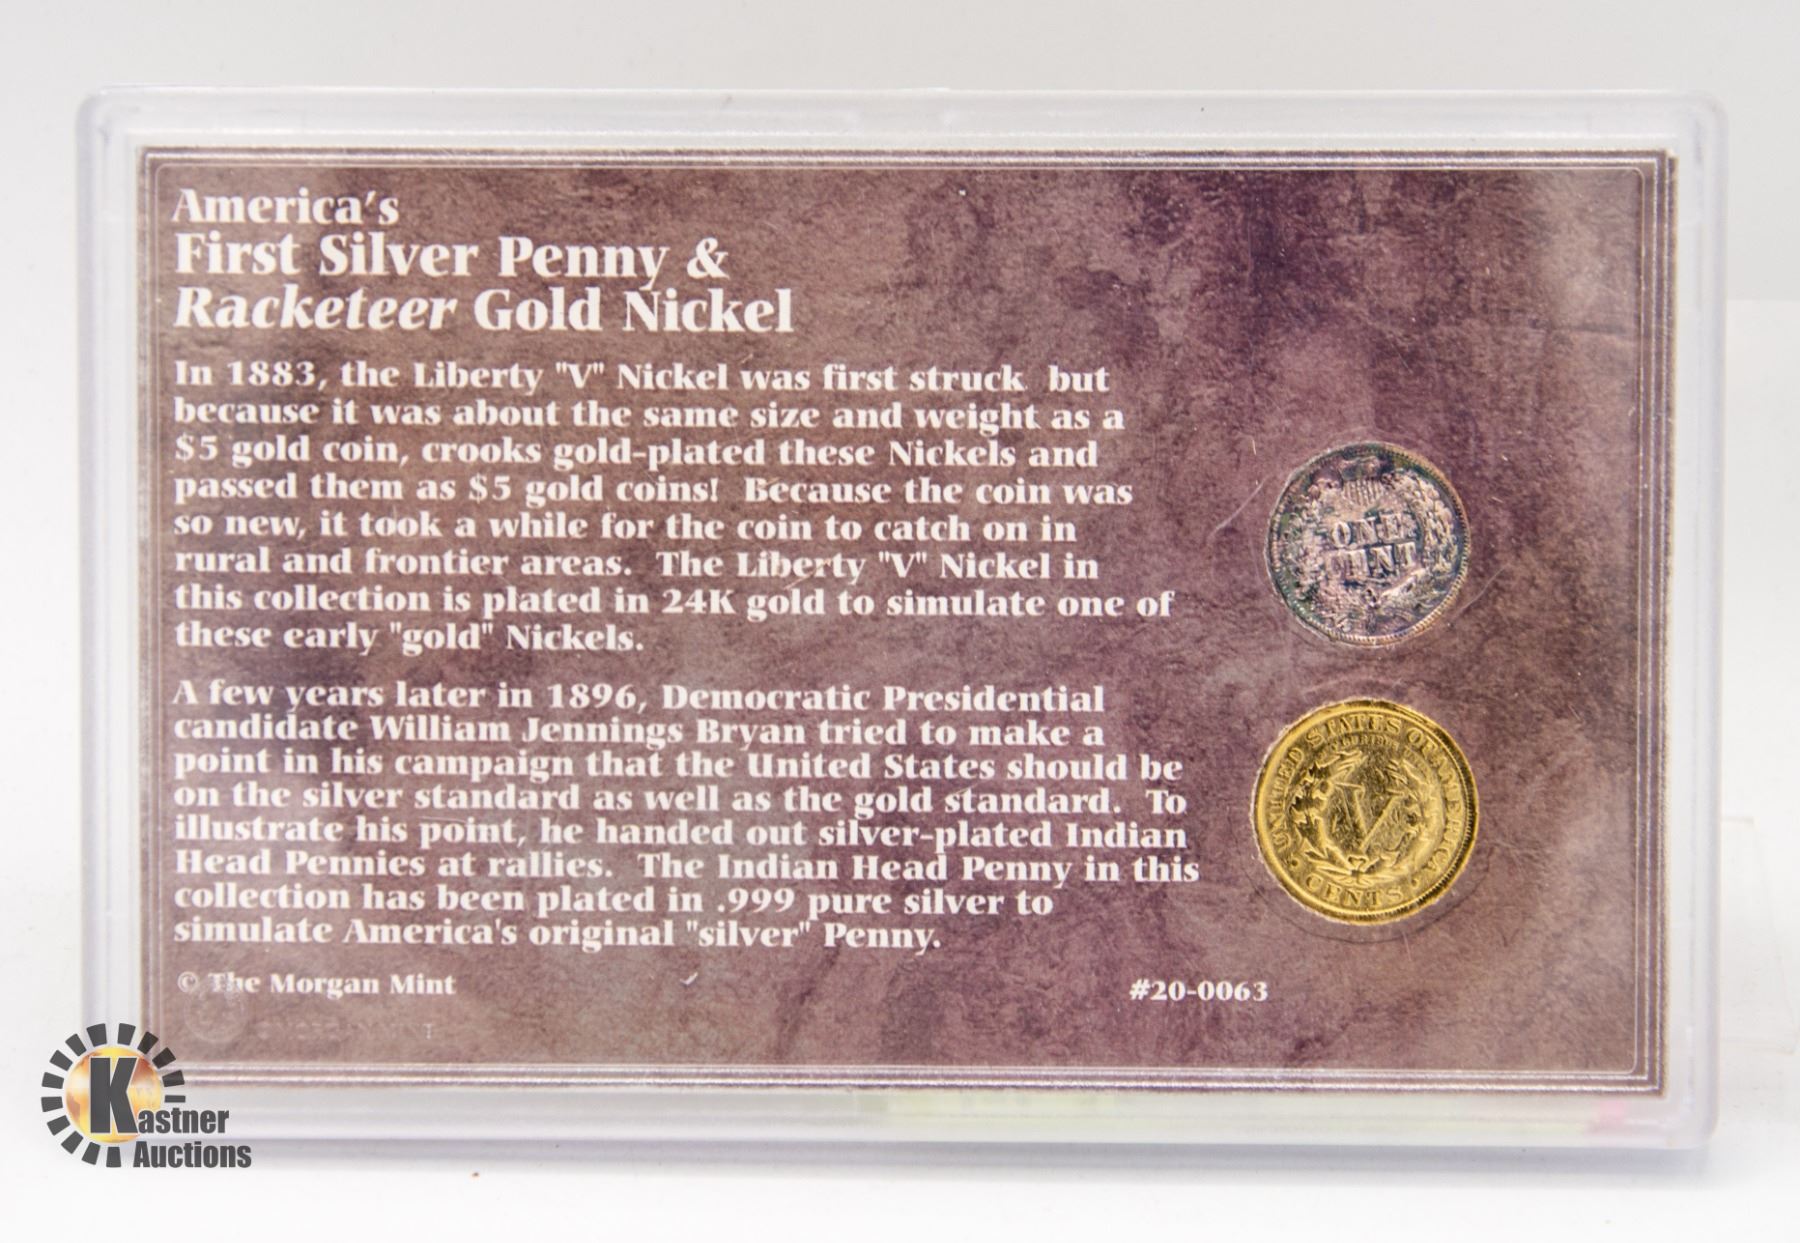 America's
First Silver Penny &
Racketeer Gold Nickel
In 1883, the Liberty "V" Nickel was first struck but
because it was about the same size and weight as a
$5 gold coin, crooks gold-plated these Nickels and
passed them as $5 gold coins! Because the coin was
so new, it took a while for the coin to catch on in
rural and frontier areas. The Liberty "V" Nickel in
this collection is plated in 24K gold to simulate one of
these early "gold" Nickels.
A few years later in 1896, Democratic Presidential
candidate William Jennings Bryan tried to make a
point in his campaign that the United States should be
on the silver standard as well as the gold standard. To
illustrate his point, he handed out silver-plated Indian
Head Pennies at rallies. The Indian Head Penny in this
collection has been plated in .999 pure silver to
simulate America's original "silver" Penny.
© The Morgan Mint
#20-0063
ONE
CENT
UNITED STATES OF AMERICA
V
CENTS
Kastner
Auctions